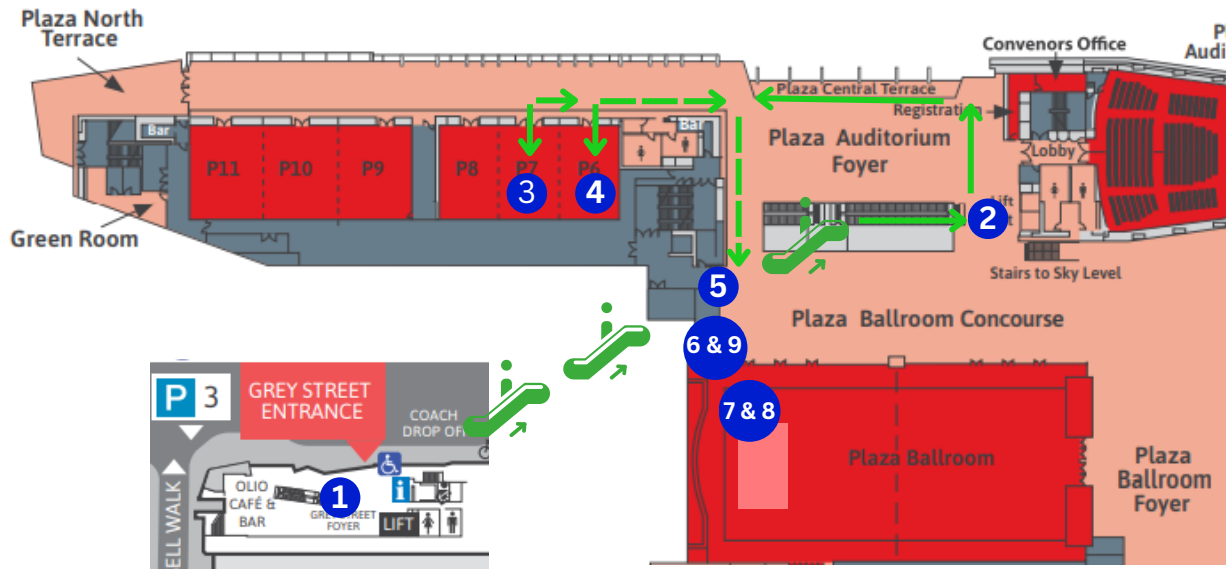 Plaza North
Terrace
Convenors Office
Plaza Central Terrace
Registration
Bar
Bar
Plaza Auditorium
Foyer
Lobby
P11
P10
P9
P8
P7
P6
3
4
2
Green Room
Stairs to Sky Level
5
Plaza Ballroom Concourse
6 & 9
7 & 8
P 3
GREY STREET
ENTRANCE
COACH
DROP OFF
Plaza Ballroom
Plaza
Ballroom
Foyer
OLIO
CAFÉ &
BAR
1
i
GREY STREET
FOYER
LIFT
ELL WALK